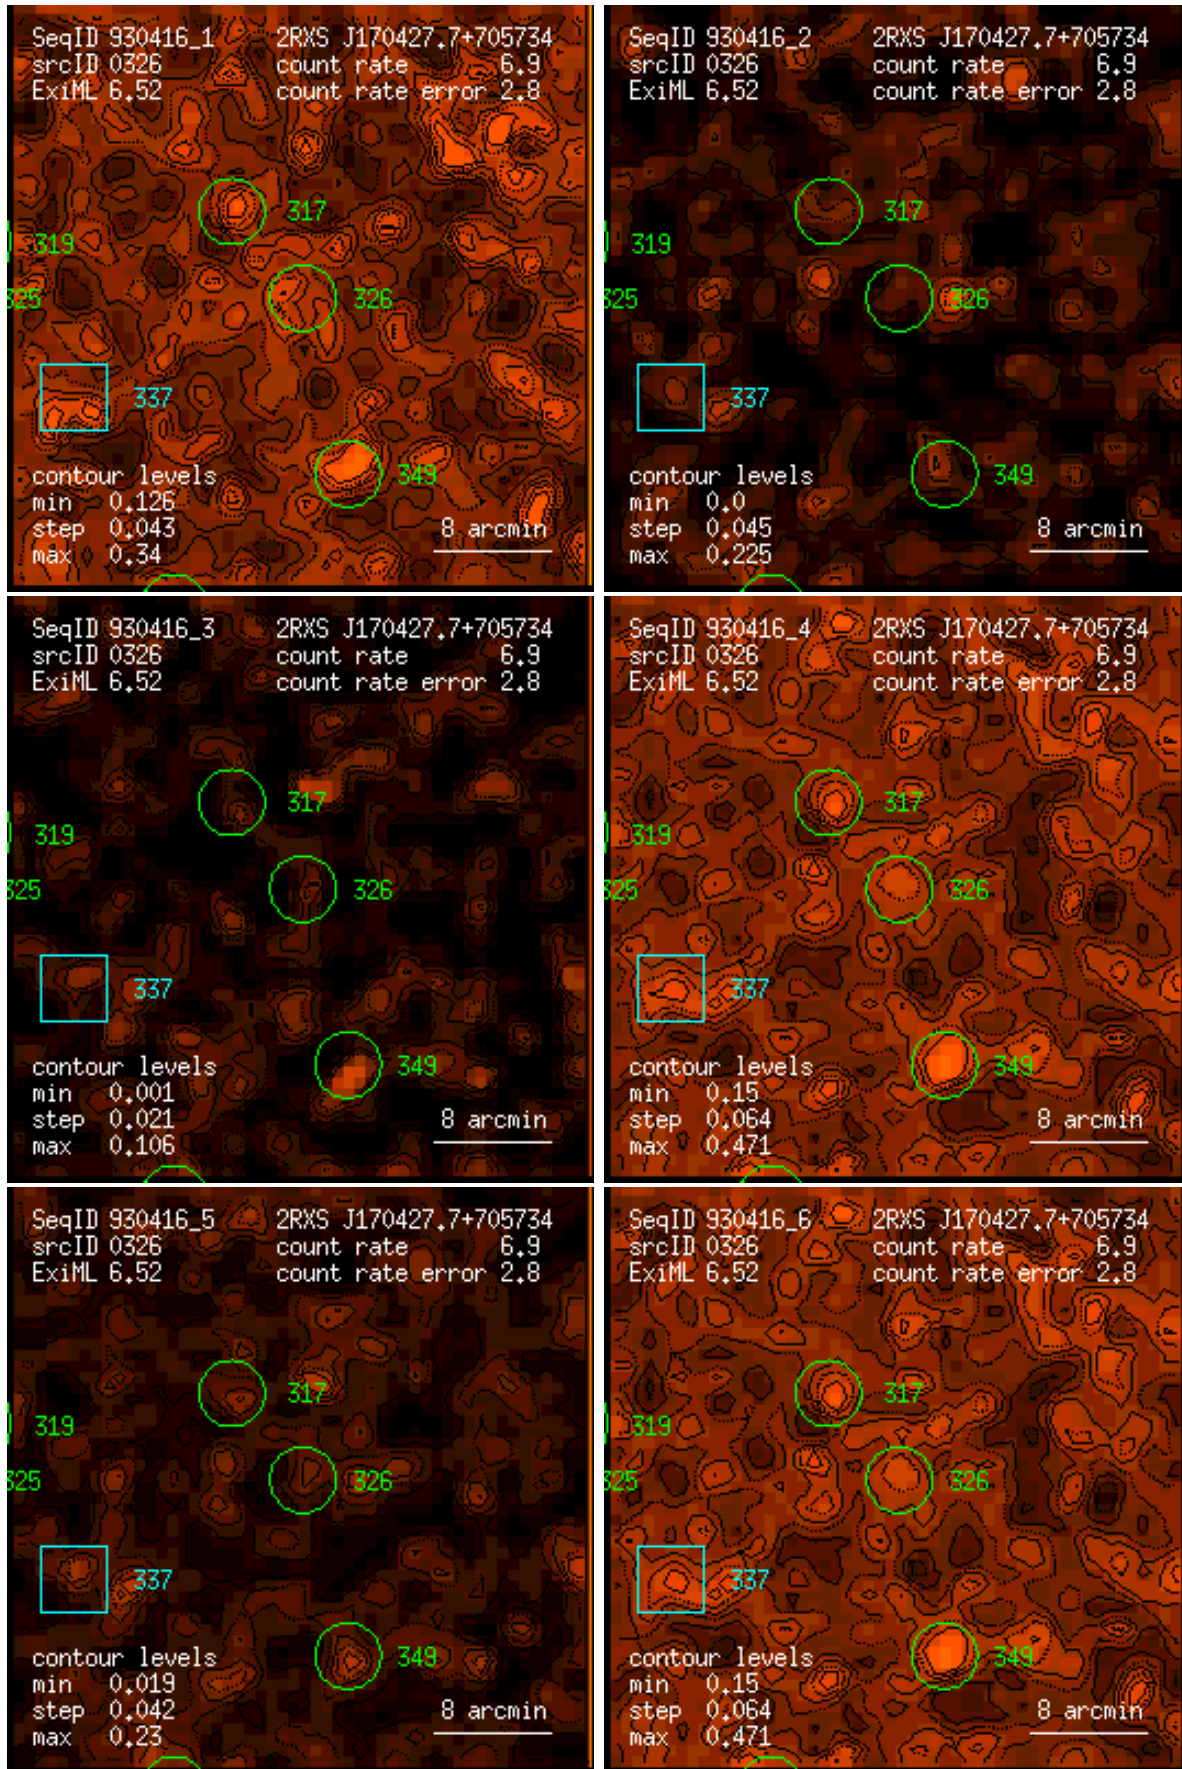 SeqID 930416_1 2RXS J170427.7+705734
srcID 0326 count rate 6.9
ExiML 6.52 count rate error 2.8
317
319
325 326
337
349
contour levels
min 0.126
step 0.043 8 arcmin
max 0.34
SeqID 930416_2 2RXS J170427.7+705734
srcID 0326 count rate 6.9
ExiML 6.52 count rate error 2.8
317
319
325 326
337
349
contour levels
min 0.0
step 0.045 8 arcmin
max 0.225
SeqID 930416_3 2RXS J170427.7+705734
srcID 0326 count rate 6.9
ExiML 6.52 count rate error 2.8
317
319
325 326
337
349
contour levels
min 0.001
step 0.021 8 arcmin
max 0.106
SeqID 930416_4 2RXS J170427.7+705734
srcID 0326 count rate 6.9
ExiML 6.52 count rate error 2.8
317
319
325 326
337
349
contour levels
min 0.15
step 0.064 8 arcmin
max 0.471
SeqID 930416_5 2RXS J170427.7+705734
srcID 0326 count rate 6.9
ExiML 6.52 count rate error 2.8
317
319
325 326
337
349
contour levels
min 0.019
step 0.042 8 arcmin
max 0.23
SeqID 930416_6 2RXS J170427.7+705734
srcID 0326 count rate 6.9
ExiML 6.52 count rate error 2.8
317
319
325 326
337
349
contour levels
min 0.15
step 0.064 8 arcmin
max 0.471